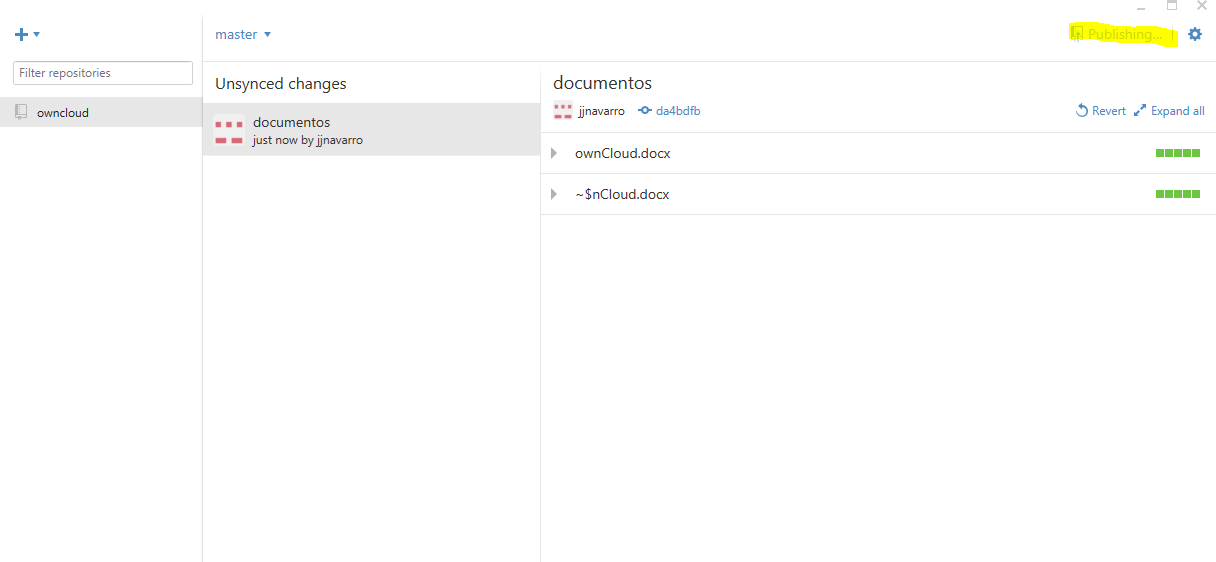 master
Publishing...
Filter repositories
owncloud
Unsynced changes
documentos
just now by jjnavarro
documentos
jjnavarro
da4bdfb
Revert
Expand all
ownCloud.docx
~$nCloud.docx